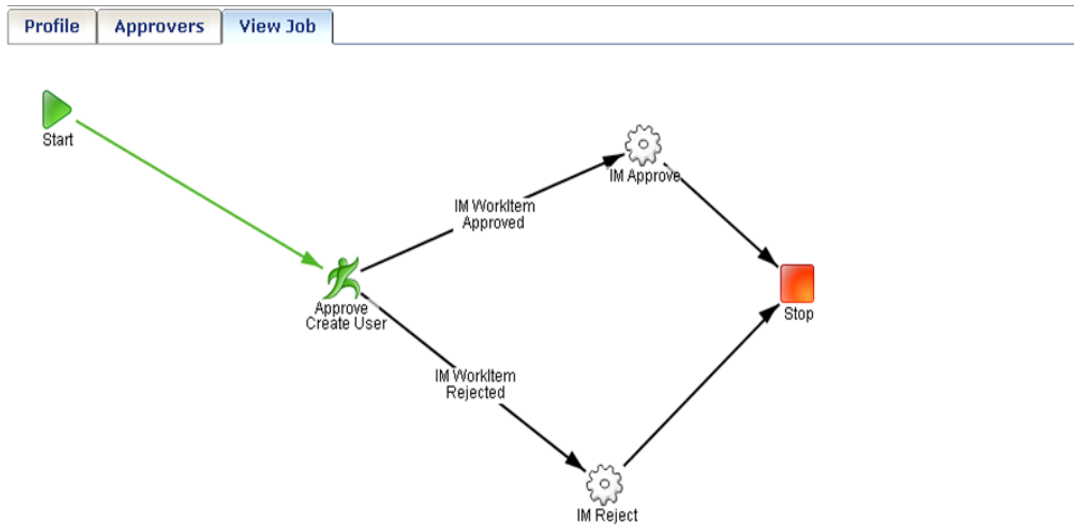 Profile
Approvers
View Job
Start
IM Approve
IM WorkItem
Approved
Approve
Create User
Stop
IM WorkItem
Rejected
IM Reject